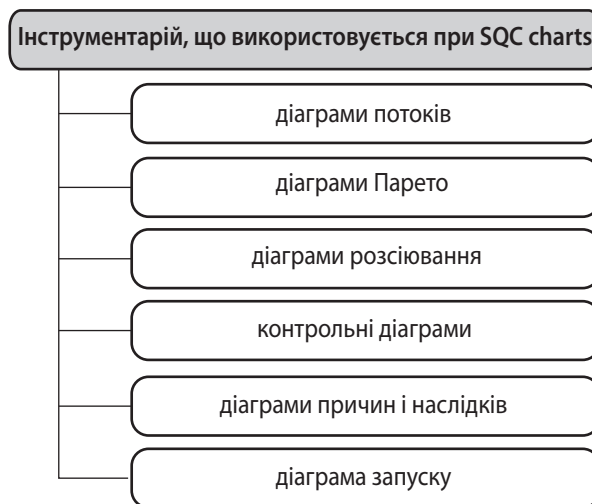 Інструментарій, що використовується при SQC charts
діаграми потоків
діаграми Парето
діаграми розсіювання
контрольні діаграми
діаграми причин і наслідків
діаграма запуску